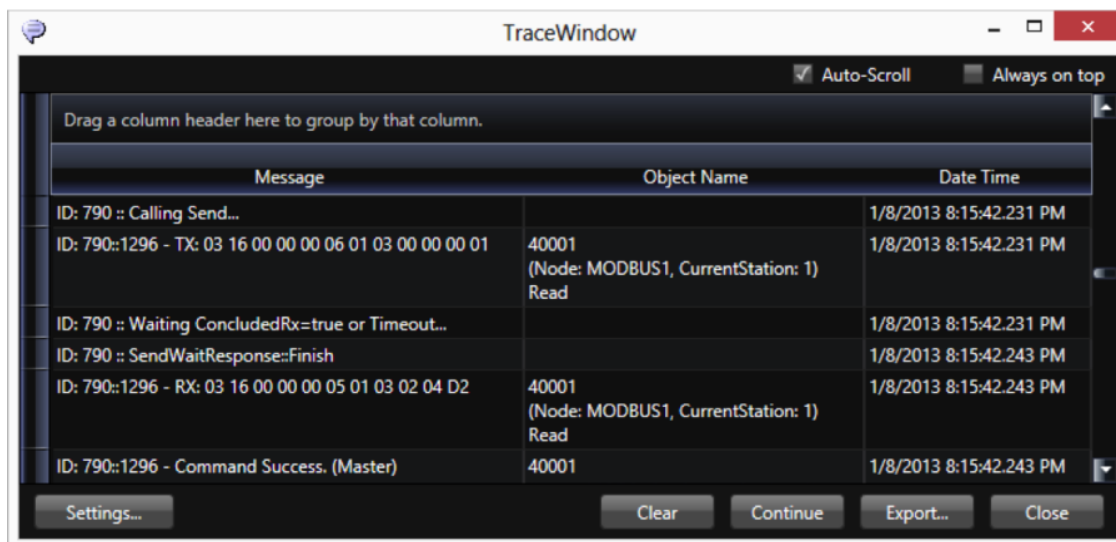 TraceWindow
Auto-Scroll Always on top
Drag a column header here to group by that column.
Message Object Name Date Time
ID: 790 :: Calling Send... 1/8/2013 8:15:42.231 PM
ID: 790::1296 - TX: 03 16 00 00 00 06 01 03 00 00 00 01 40001 1/8/2013 8:15:42.231 PM
(Node: MODBUS1, CurrentStation: 1)
Read
ID: 790 :: Waiting ConcludedRx=true or Timeout... 1/8/2013 8:15:42.231 PM
ID: 790 :: SendWaitResponse::Finish 1/8/2013 8:15:42.243 PM
ID: 790::1296 - RX: 03 16 00 00 00 05 01 03 02 04 D2 40001 1/8/2013 8:15:42.243 PM
(Node: MODBUS1, CurrentStation: 1)
Read
ID: 790::1296 - Command Success. (Master) 40001 1/8/2013 8:15:42.243 PM
Settings... Clear Continue Export... Close